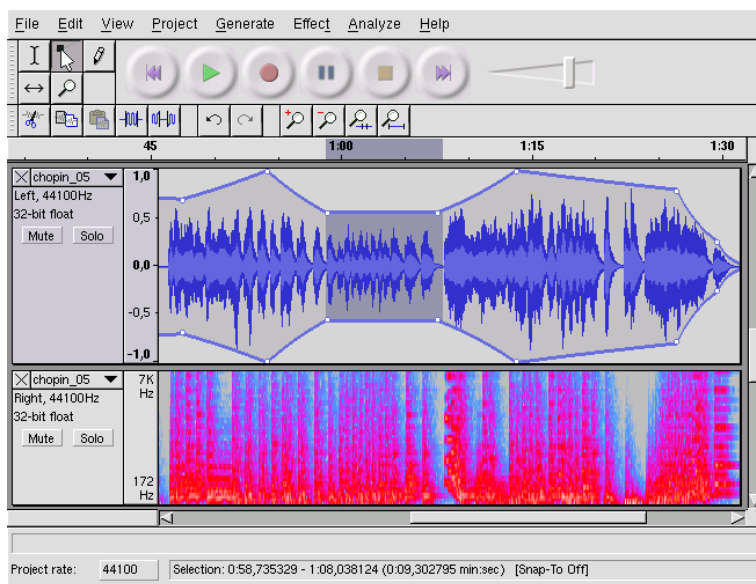 File Edit View Project Generate Effect Analyze Help
45 1:00 1:15 1:30
chopin_05
Left, 44100Hz
32-bit float
Mute Solo
1,0
0,5
0,0
-0,5
-1,0
chopin_05
Right, 44100Hz
32-bit float
Mute Solo
7K
Hz
172
Hz
Project rate: 44100 Selection: 0:58,735329 - 1:08,038124 (0:09,302795 min:sec) [Snap-To Off]